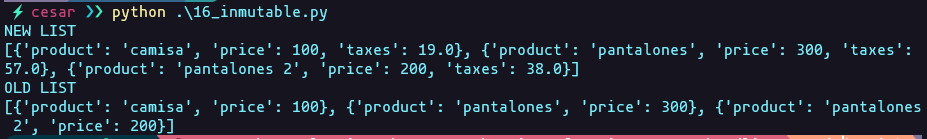 ⚡ cesar ❯❯ python .\16_inmutable.py
NEW LIST
[{'product': 'camisa', 'price': 100, 'taxes': 19.0}, {'product': 'pantalones', 'price': 300, 'taxes':
57.0}, {'product': 'pantalones 2', 'price': 200, 'taxes': 38.0}]
OLD LIST
[{'product': 'camisa', 'price': 100}, {'product': 'pantalones', 'price': 300}, {'product': 'pantalones
2', 'price': 200}]